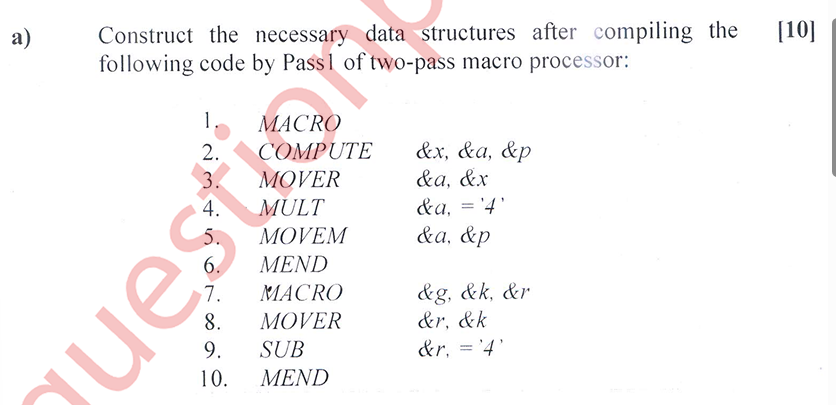 a) Construct the necessary data structures after compiling the [10]
following code by Pass1 of two-pass macro processor:
1. MACRO
2. COMPUTE &x, &a, &p
3. MOVER &a, &x
4. MULT &a, = '4'
5. MOVEM &a, &p
6. MEND
7. MACRO &g, &k, &r
8. MOVER &r, &k
9. SUB &r, = '4'
10. MEND
uestionp